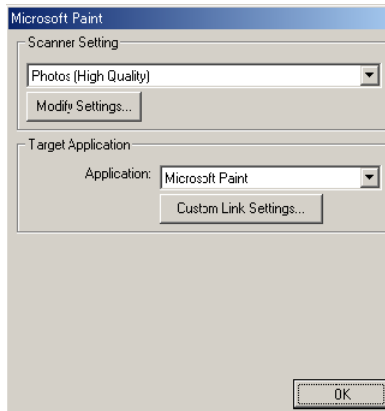 Microsoft Paint
Scanner Setting
Photos (High Quality)
Modify Settings...
Target Application
Application: Microsoft Paint
Custom Link Settings...
OK